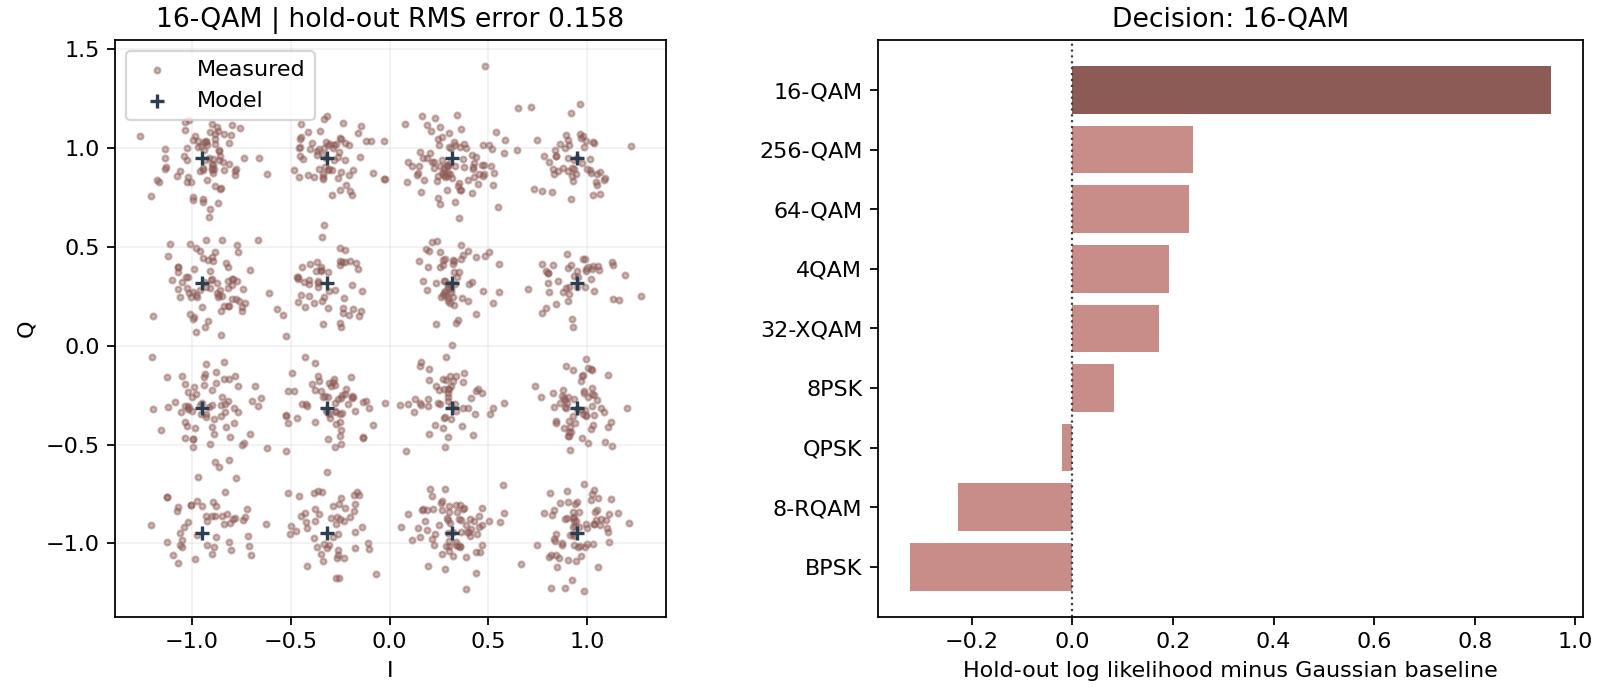 16-QAM | hold-out RMS error 0.158
Measured
Model
1.5
1.0
0.5
0.0
−0.5
−1.0
Q
−1.0
−0.5
0.0
0.5
1.0
I
Decision: 16-QAM
16-QAM
256-QAM
64-QAM
4QAM
32-XQAM
8PSK
QPSK
8-RQAM
BPSK
−0.2
0.0
0.2
0.4
0.6
0.8
1.0
Hold-out log likelihood minus Gaussian baseline